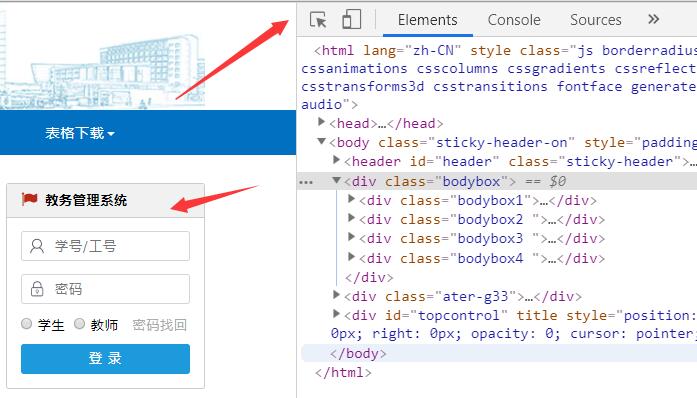 Elements Console Sources »
<html lang="zh-CN" style class="js borderradius
cssanimations csscolumns cssgradients cssreflect
csstransforms3d csstransitions fontface generate
audio">
<head>…</head>
<body class="sticky-header-on" style="padding
<header id="header" class="sticky-header">…
<div class="bodybox"> == $0
<div class="bodybox1">…</div>
<div class="bodybox2 ">…</div>
<div class="bodybox3 ">…</div>
<div class="bodybox4 ">…</div>
</div>
<div class="ater-g33">…</div>
<div id="topcontrol" title style="position:
0px; right: 0px; opacity: 0; cursor: pointer;
</body>
</html>
表格下载
教务管理系统
学号/工号
密码
学生 教师 密码找回
登 录